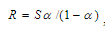 R = Sα/(1 − α),